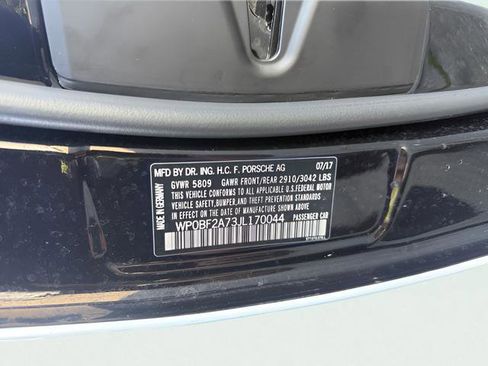 MFD BY DR. ING. H.C. F. PORSCHE AG 07/17
GVWR 5809 GAWR FRONT/REAR 2910/3042 LBS
THIS VEHICLE CONFORMS TO ALL APPLICABLE U.S.FEDERAL MOTOR
VEHICLE SAFETY,BUMPER,AND THEFT PREVENTION STANDARDS
IN EFFECT ON THE DATE OF MANUFACTURE SHOWN ABOVE.
WP0BF2A73JL170044 PASSENGER CAR
MADE IN GERMANY